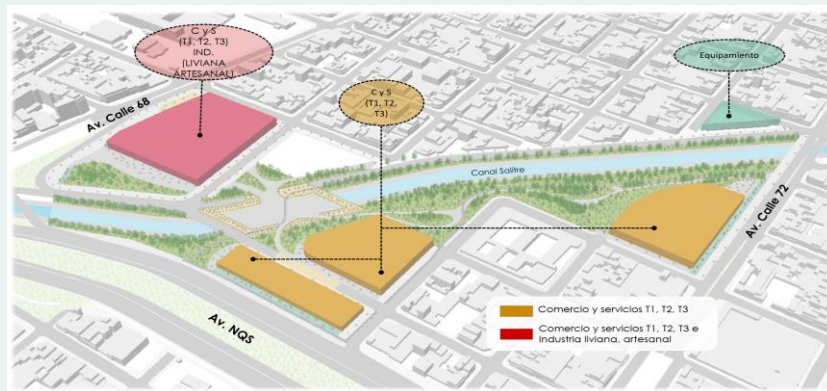 C y S
(T1, T2, T3)
IND.
(LIVIANA
ARTESANAL)
C y S
(T1, T2,
T3)
Equipamiento
Av. Calle 68
Canal Salitre
Av. Calle 72
Av. NQS
Comercio y servicios T1, T2, T3
Comercio y servicios T1, T2, T3 e
Industria liviana, artesanal